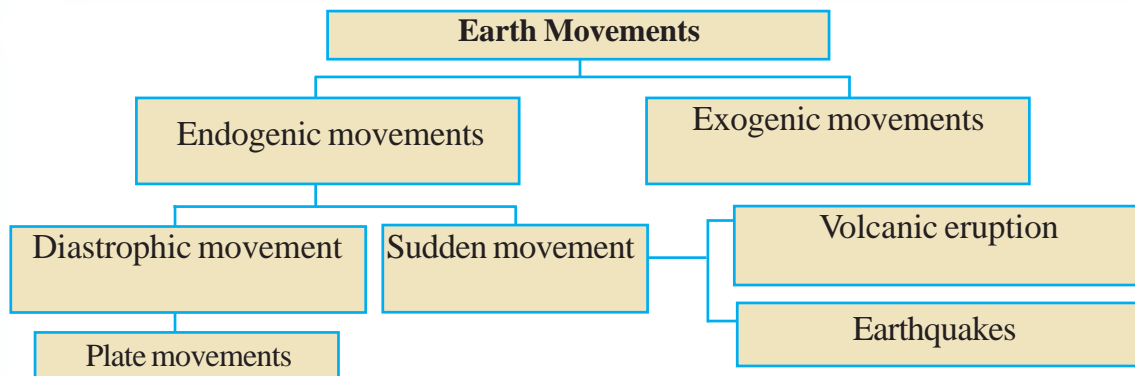 Earth Movements
Endogenic movements
Exogenic movements
Diastrophic movement
Sudden movement
Volcanic eruption
Earthquakes
Plate movements